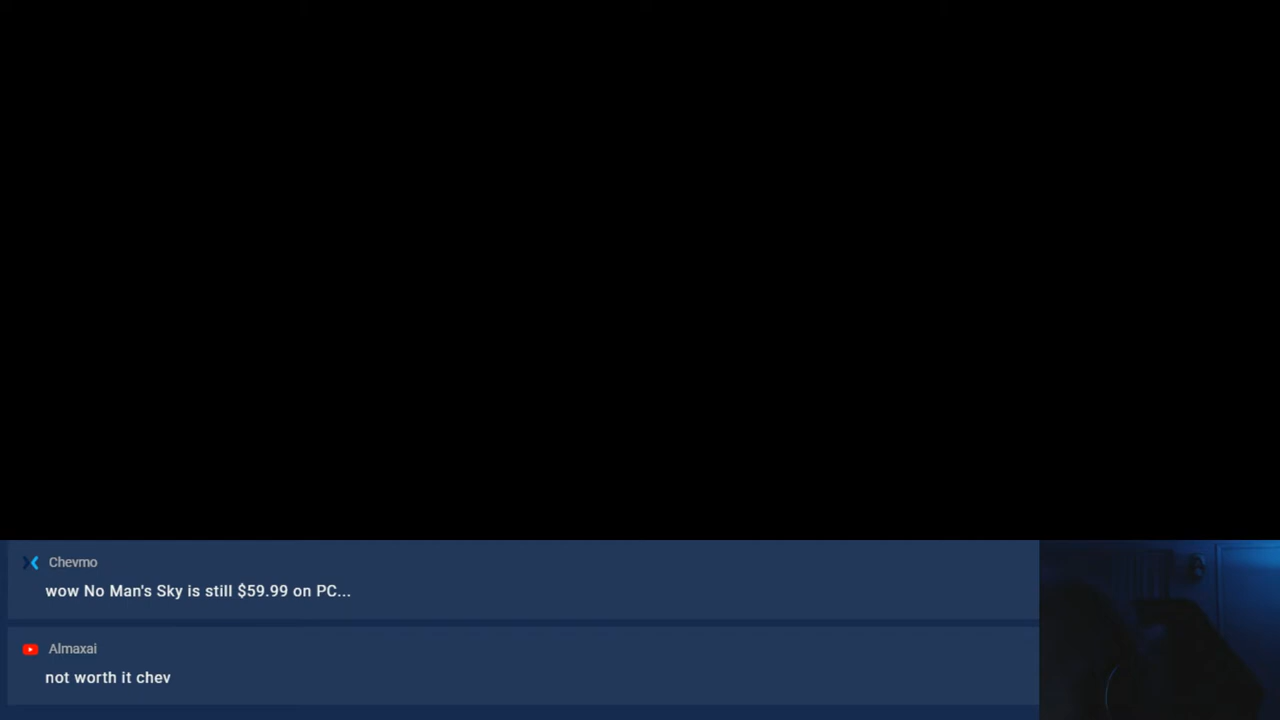 Chevmo
wow No Man's Sky is still $59.99 on PC...
Almaxai
not worth it chev